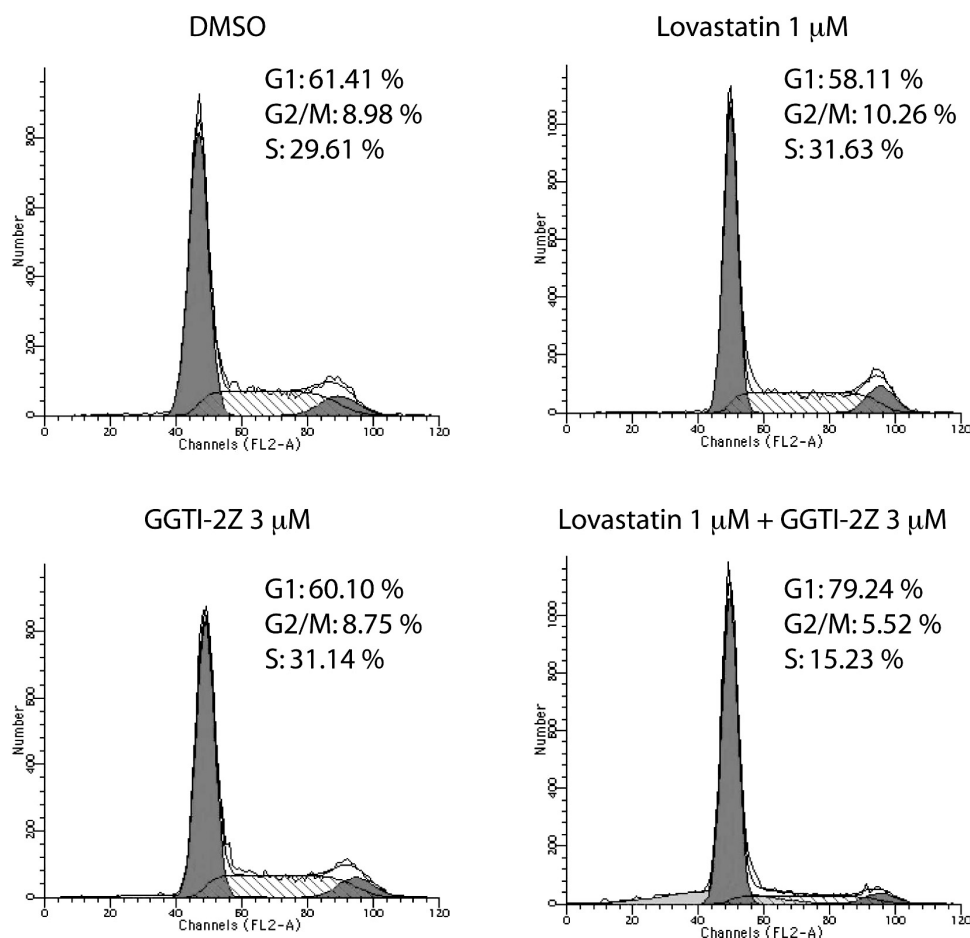 DMSO
G1: 61.41 %
G2/M: 8.98 %
S: 29.61 %
Number
0 200 400 600 800
0 20 40 60 80 100 120
Channels (FL2-A)
Lovastatin 1 µM
G1: 58.11 %
G2/M: 10.26 %
S: 31.63 %
Number
0 200 400 600 800 1000
0 20 40 60 80 100 120
Channels (FL2-A)
GGTI-2Z 3 µM
G1: 60.10 %
G2/M: 8.75 %
S: 31.14 %
Number
0 200 400 600 800
0 20 40 60 80 100 120
Channels (FL2-A)
Lovastatin 1 µM + GGTI-2Z 3 µM
G1: 79.24 %
G2/M: 5.52 %
S: 15.23 %
Number
0 200 400 600 800 1000
0 20 40 60 80 100 120
Channels (FL2-A)